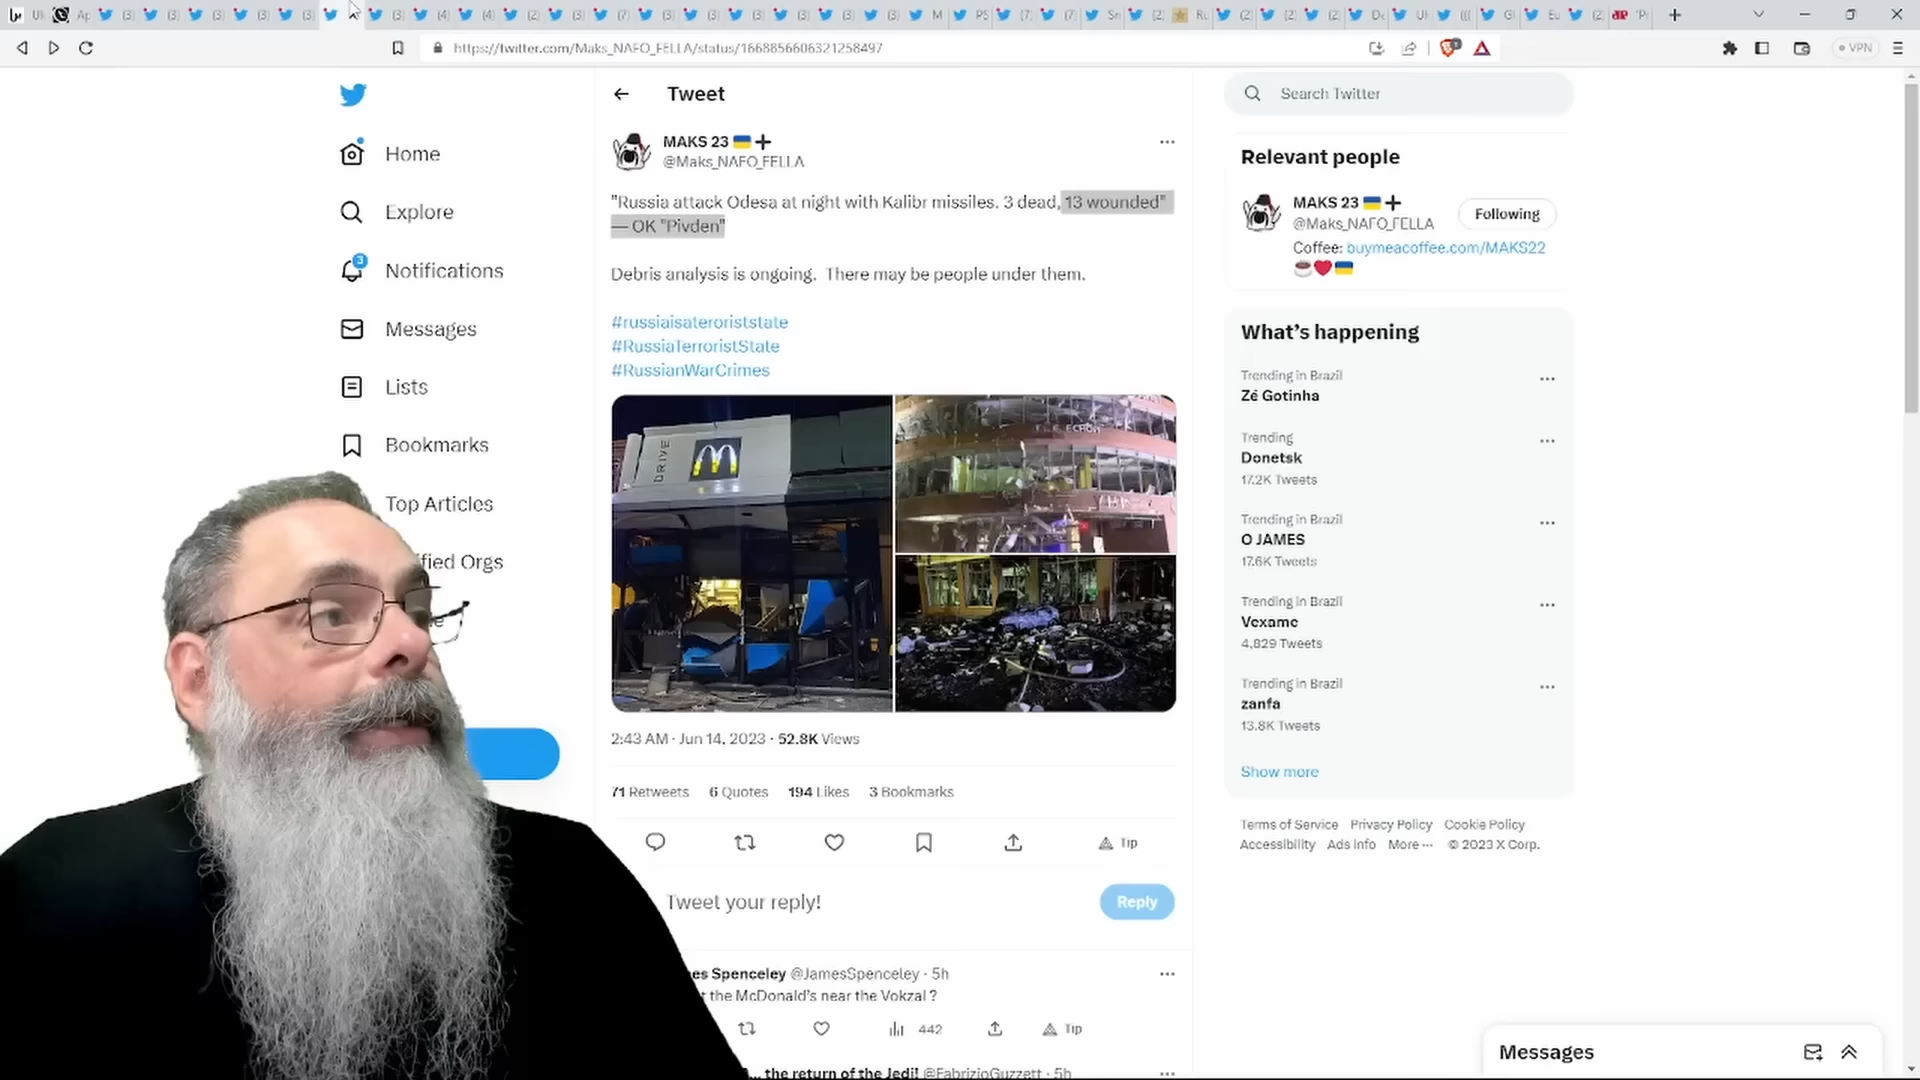 https://twitter.com/Maks_NAFO_FELLA/status/1668856606321258497
VPN
Home
Explore
3
Notifications
Messages
Lists
Bookmarks
Top Articles
fied Orgs
Tweet
MAKS 23
@Maks_NAFO_FELLA
"Russia attack Odesa at night with Kalibr missiles. 3 dead, 13 wounded"
— OK "Pivden"
Debris analysis is ongoing.  There may be people under them.
#russiaisateroriststate
#RussiaTerroristState
#RussianWarCrimes
DRIVE
2:43 AM · Jun 14, 2023 · 52.8K Views
71 Retweets 6 Quotes 194 Likes 3 Bookmarks
Tip
Tweet your reply!
Reply
es Spenceley @JamesSpenceley · 5h
t the McDonald's near the Vokzal ?
442
Tip
... the return of the Jedi! @FabrizioGuzzett · 5h
Search Twitter
Relevant people
MAKS 23
@Maks_NAFO_FELLA
Following
Coffee: buymeacoffee.com/MAKS22
What's happening
Trending in Brazil
Zé Gotinha
Trending
Donetsk
17.2K Tweets
Trending in Brazil
O JAMES
17.6K Tweets
Trending in Brazil
Vexame
4,829 Tweets
Trending in Brazil
zanfa
13.8K Tweets
Show more
Terms of Service Privacy Policy Cookie Policy
Accessibility Ads info More ··· © 2023 X Corp.
Messages